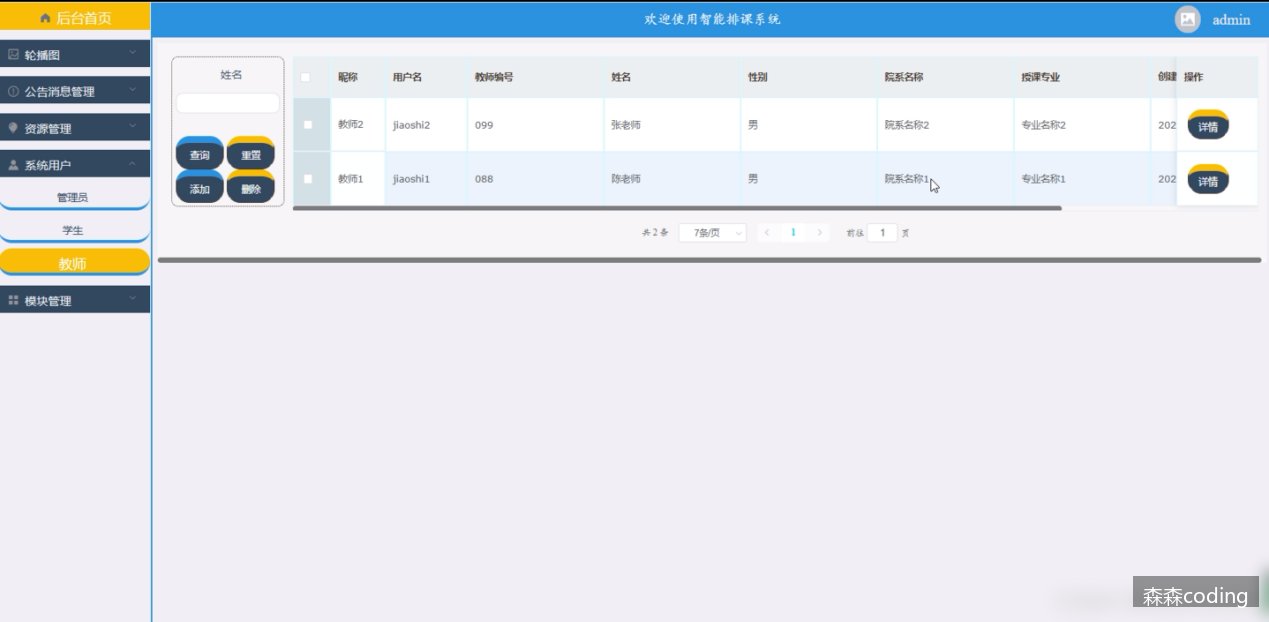 后台首页
欢迎使用智能排课系统
admin
轮播图
公告消息管理
资源管理
系统用户
管理员
学生
教师
模块管理
姓名
查询
重置
添加
删除
昵称 用户名 教师编号 姓名 性别 院系名称 授课专业 创建 操作
教师2 jiaoshi2 099 张老师 男 院系名称2 专业名称2 202 详情
教师1 jiaoshi1 088 陈老师 男 院系名称1 专业名称1 202 详情
共 2 条 7条/页 1 前往 1 页
森森coding